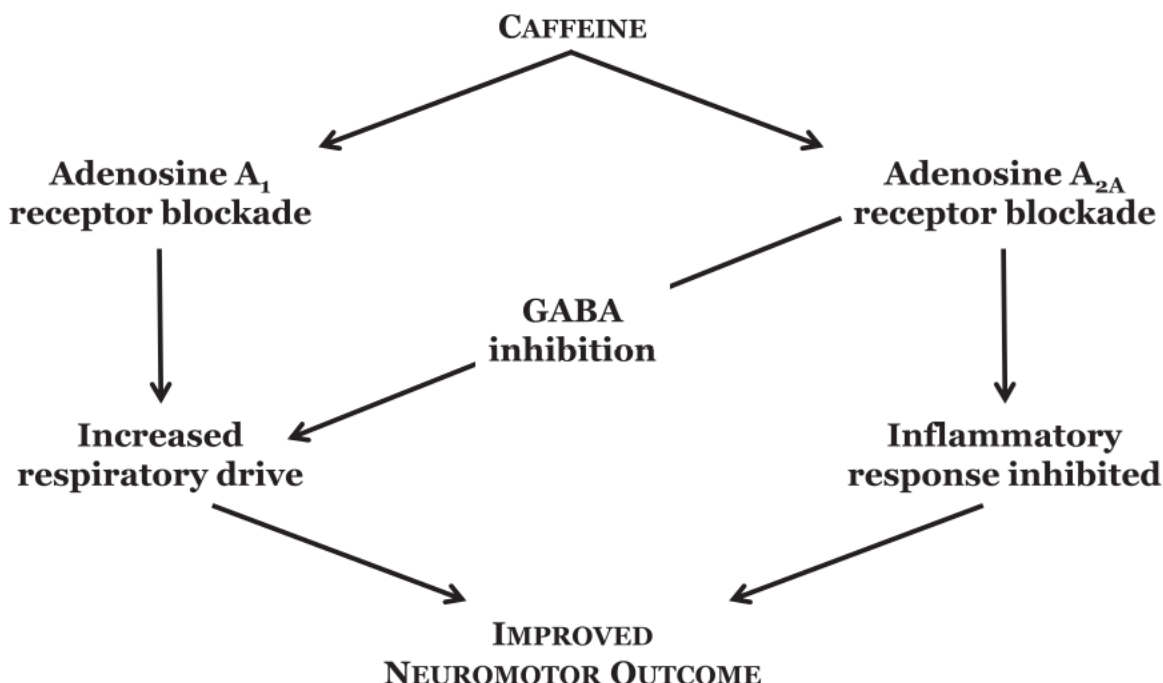 CAFFEINE
Adenosine A₁
receptor blockade
Adenosine A₂A
receptor blockade
GABA
inhibition
Increased
respiratory drive
Inflammatory
response inhibited
IMPROVED
NEUROMOTOR OUTCOME